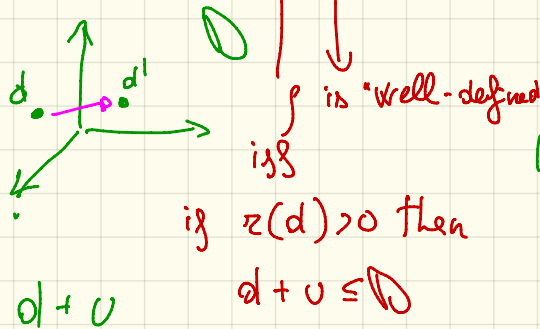 d d'
D
ρ is "well-defined
iff
if r(d)>0 then
d + υ ≤ D
d + υ